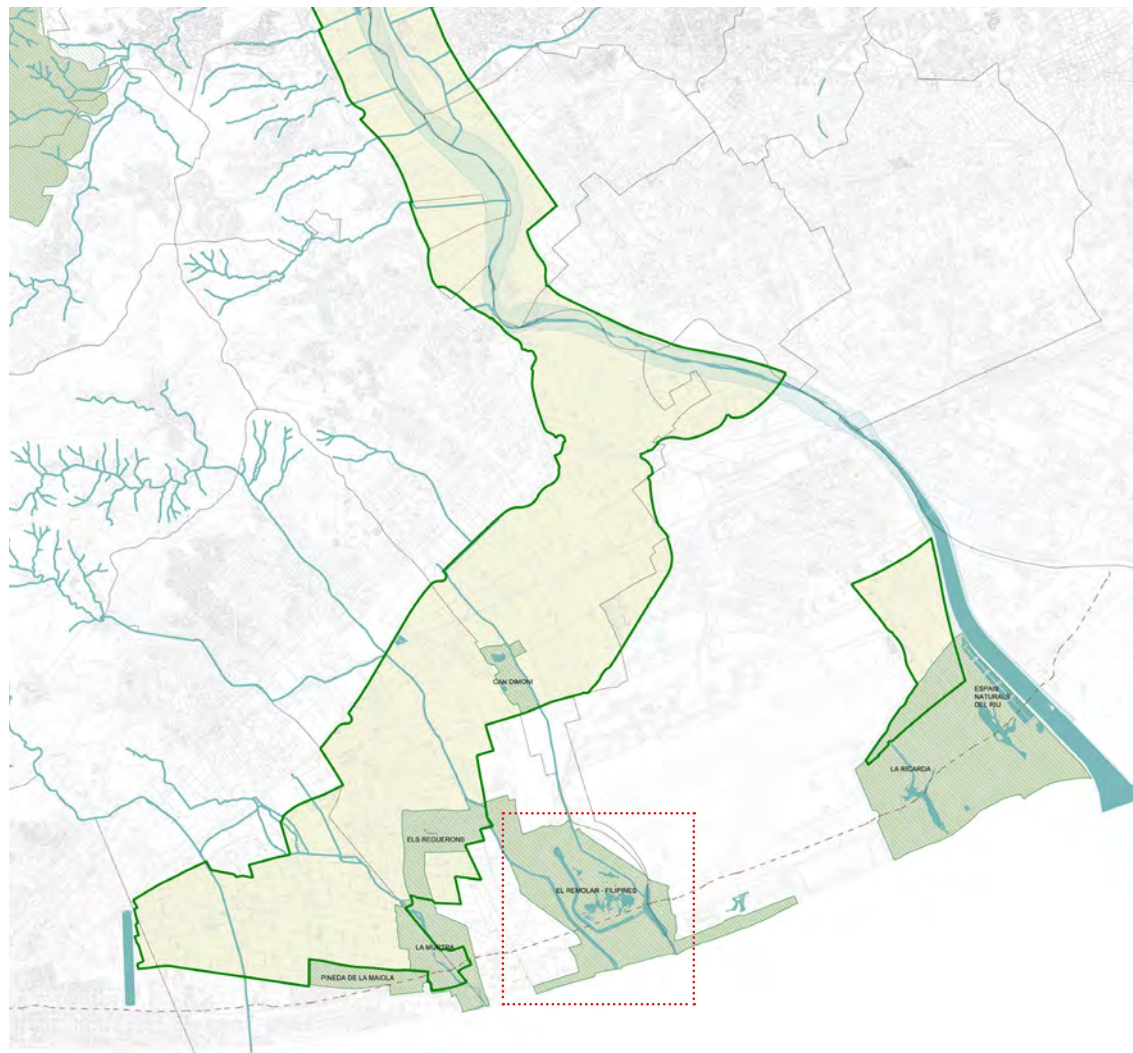 CAN DIMONI
ESPAIS
NATURALS
DEL RIU
LA RICARDA
ELS REGUERONS
EL REMOLAR - FILIPINES
LA MURTRA
PINEDA DE LA MAIOLA